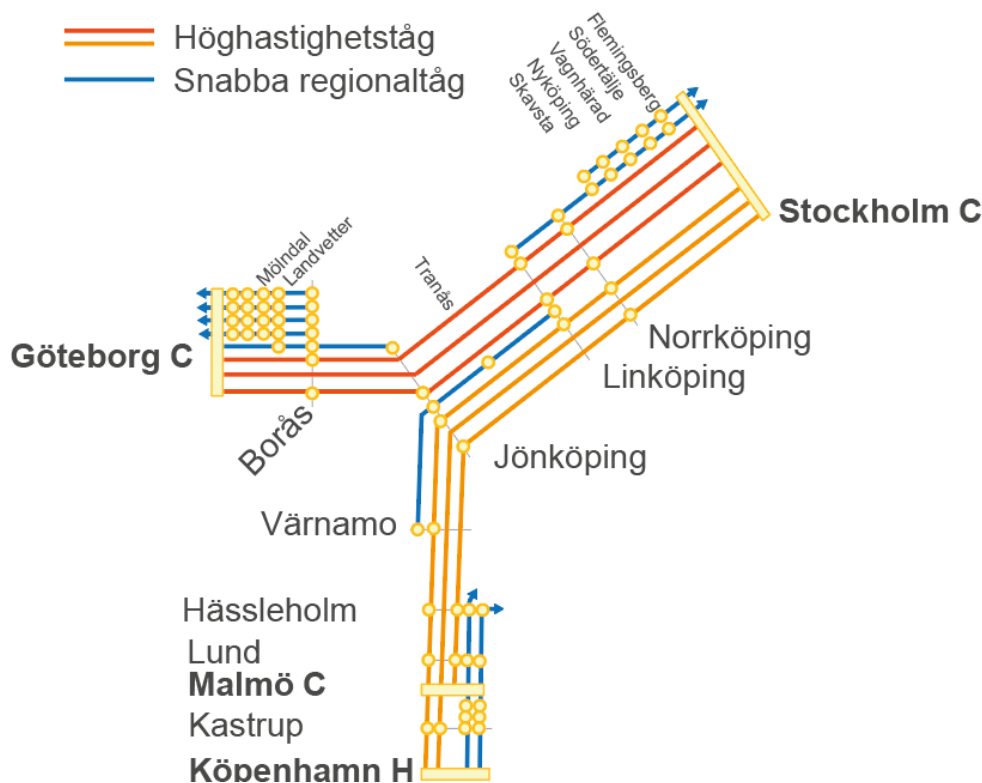 Höghastighetståg
Snabba regionaltåg
Flemingsberg
Södertälje
Vagnhärad
Nyköping
Skavsta
Stockholm C
Mölndal
Landvetter
Tranås
Göteborg C
Norrköping
Linköping
Borås
Jönköping
Värnamo
Hässleholm
Lund
Malmö C
Kastrup
Köpenhamn H